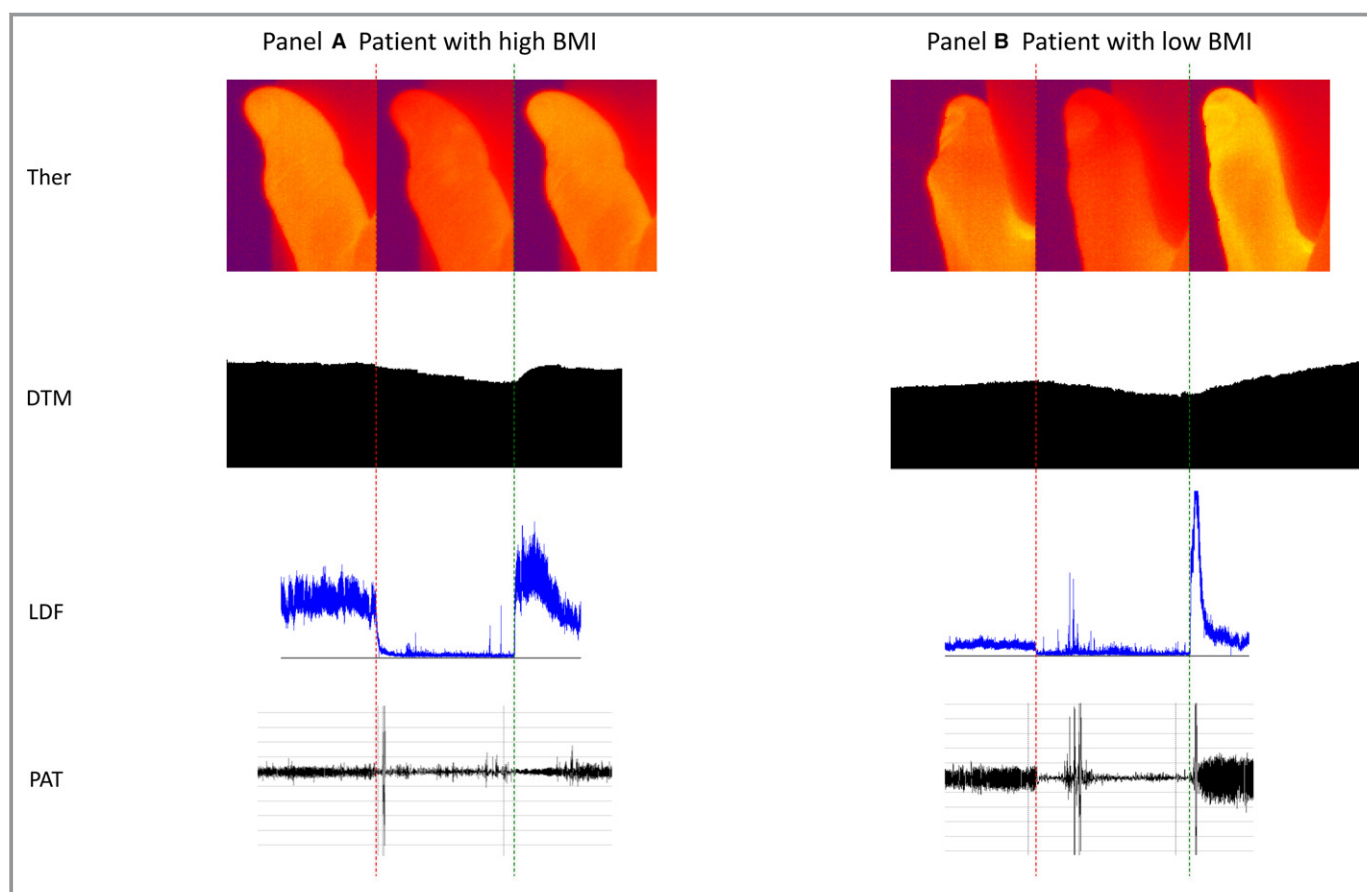 Panel A Patient with high BMI
Panel B Patient with low BMI
Ther
DTM
LDF
PAT